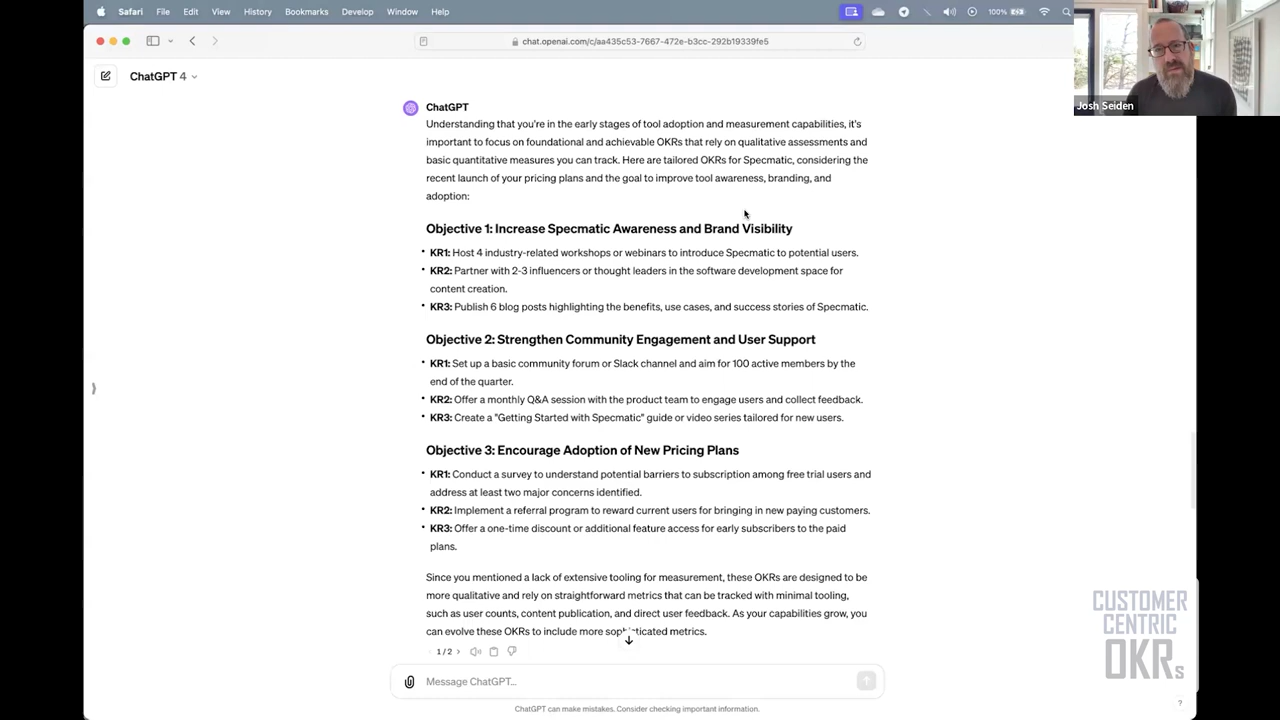 Safari File Edit View History Bookmarks Develop Window Help 100%
chat.openai.com/c/aa435c53-7667-472e-b3cc-292b19339fe5
ChatGPT 4
Josh Seiden
ChatGPT
Understanding that you're in the early stages of tool adoption and measurement capabilities, it's
important to focus on foundational and achievable OKRs that rely on qualitative assessments and
basic quantitative measures you can track. Here are tailored OKRs for Specmatic, considering the
recent launch of your pricing plans and the goal to improve tool awareness, branding, and
adoption:
Objective 1: Increase Specmatic Awareness and Brand Visibility
• KR1: Host 4 industry-related workshops or webinars to introduce Specmatic to potential users.
• KR2: Partner with 2-3 influencers or thought leaders in the software development space for
content creation.
• KR3: Publish 6 blog posts highlighting the benefits, use cases, and success stories of Specmatic.
Objective 2: Strengthen Community Engagement and User Support
• KR1: Set up a basic community forum or Slack channel and aim for 100 active members by the
end of the quarter.
• KR2: Offer a monthly Q&A session with the product team to engage users and collect feedback.
• KR3: Create a "Getting Started with Specmatic" guide or video series tailored for new users.
Objective 3: Encourage Adoption of New Pricing Plans
• KR1: Conduct a survey to understand potential barriers to subscription among free trial users and
address at least two major concerns identified.
• KR2: Implement a referral program to reward current users for bringing in new paying customers.
• KR3: Offer a one-time discount or additional feature access for early subscribers to the paid
plans.
Since you mentioned a lack of extensive tooling for measurement, these OKRs are designed to be
more qualitative and rely on straightforward metrics that can be tracked with minimal tooling,
such as user counts, content publication, and direct user feedback. As your capabilities grow, you
can evolve these OKRs to include more sophisticated metrics.
1 / 2
Message ChatGPT...
ChatGPT can make mistakes. Consider checking important information.
?
CUSTOMER
CENTRIC
OKRs